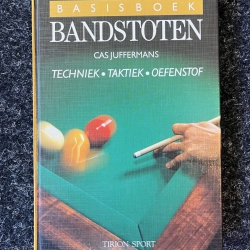 BASISBOEK
BANDSTOTEN
CAS JUFFERMANS
TECHNIEK • TAKTIEK • OEFENSTOF
TIRION SPORT